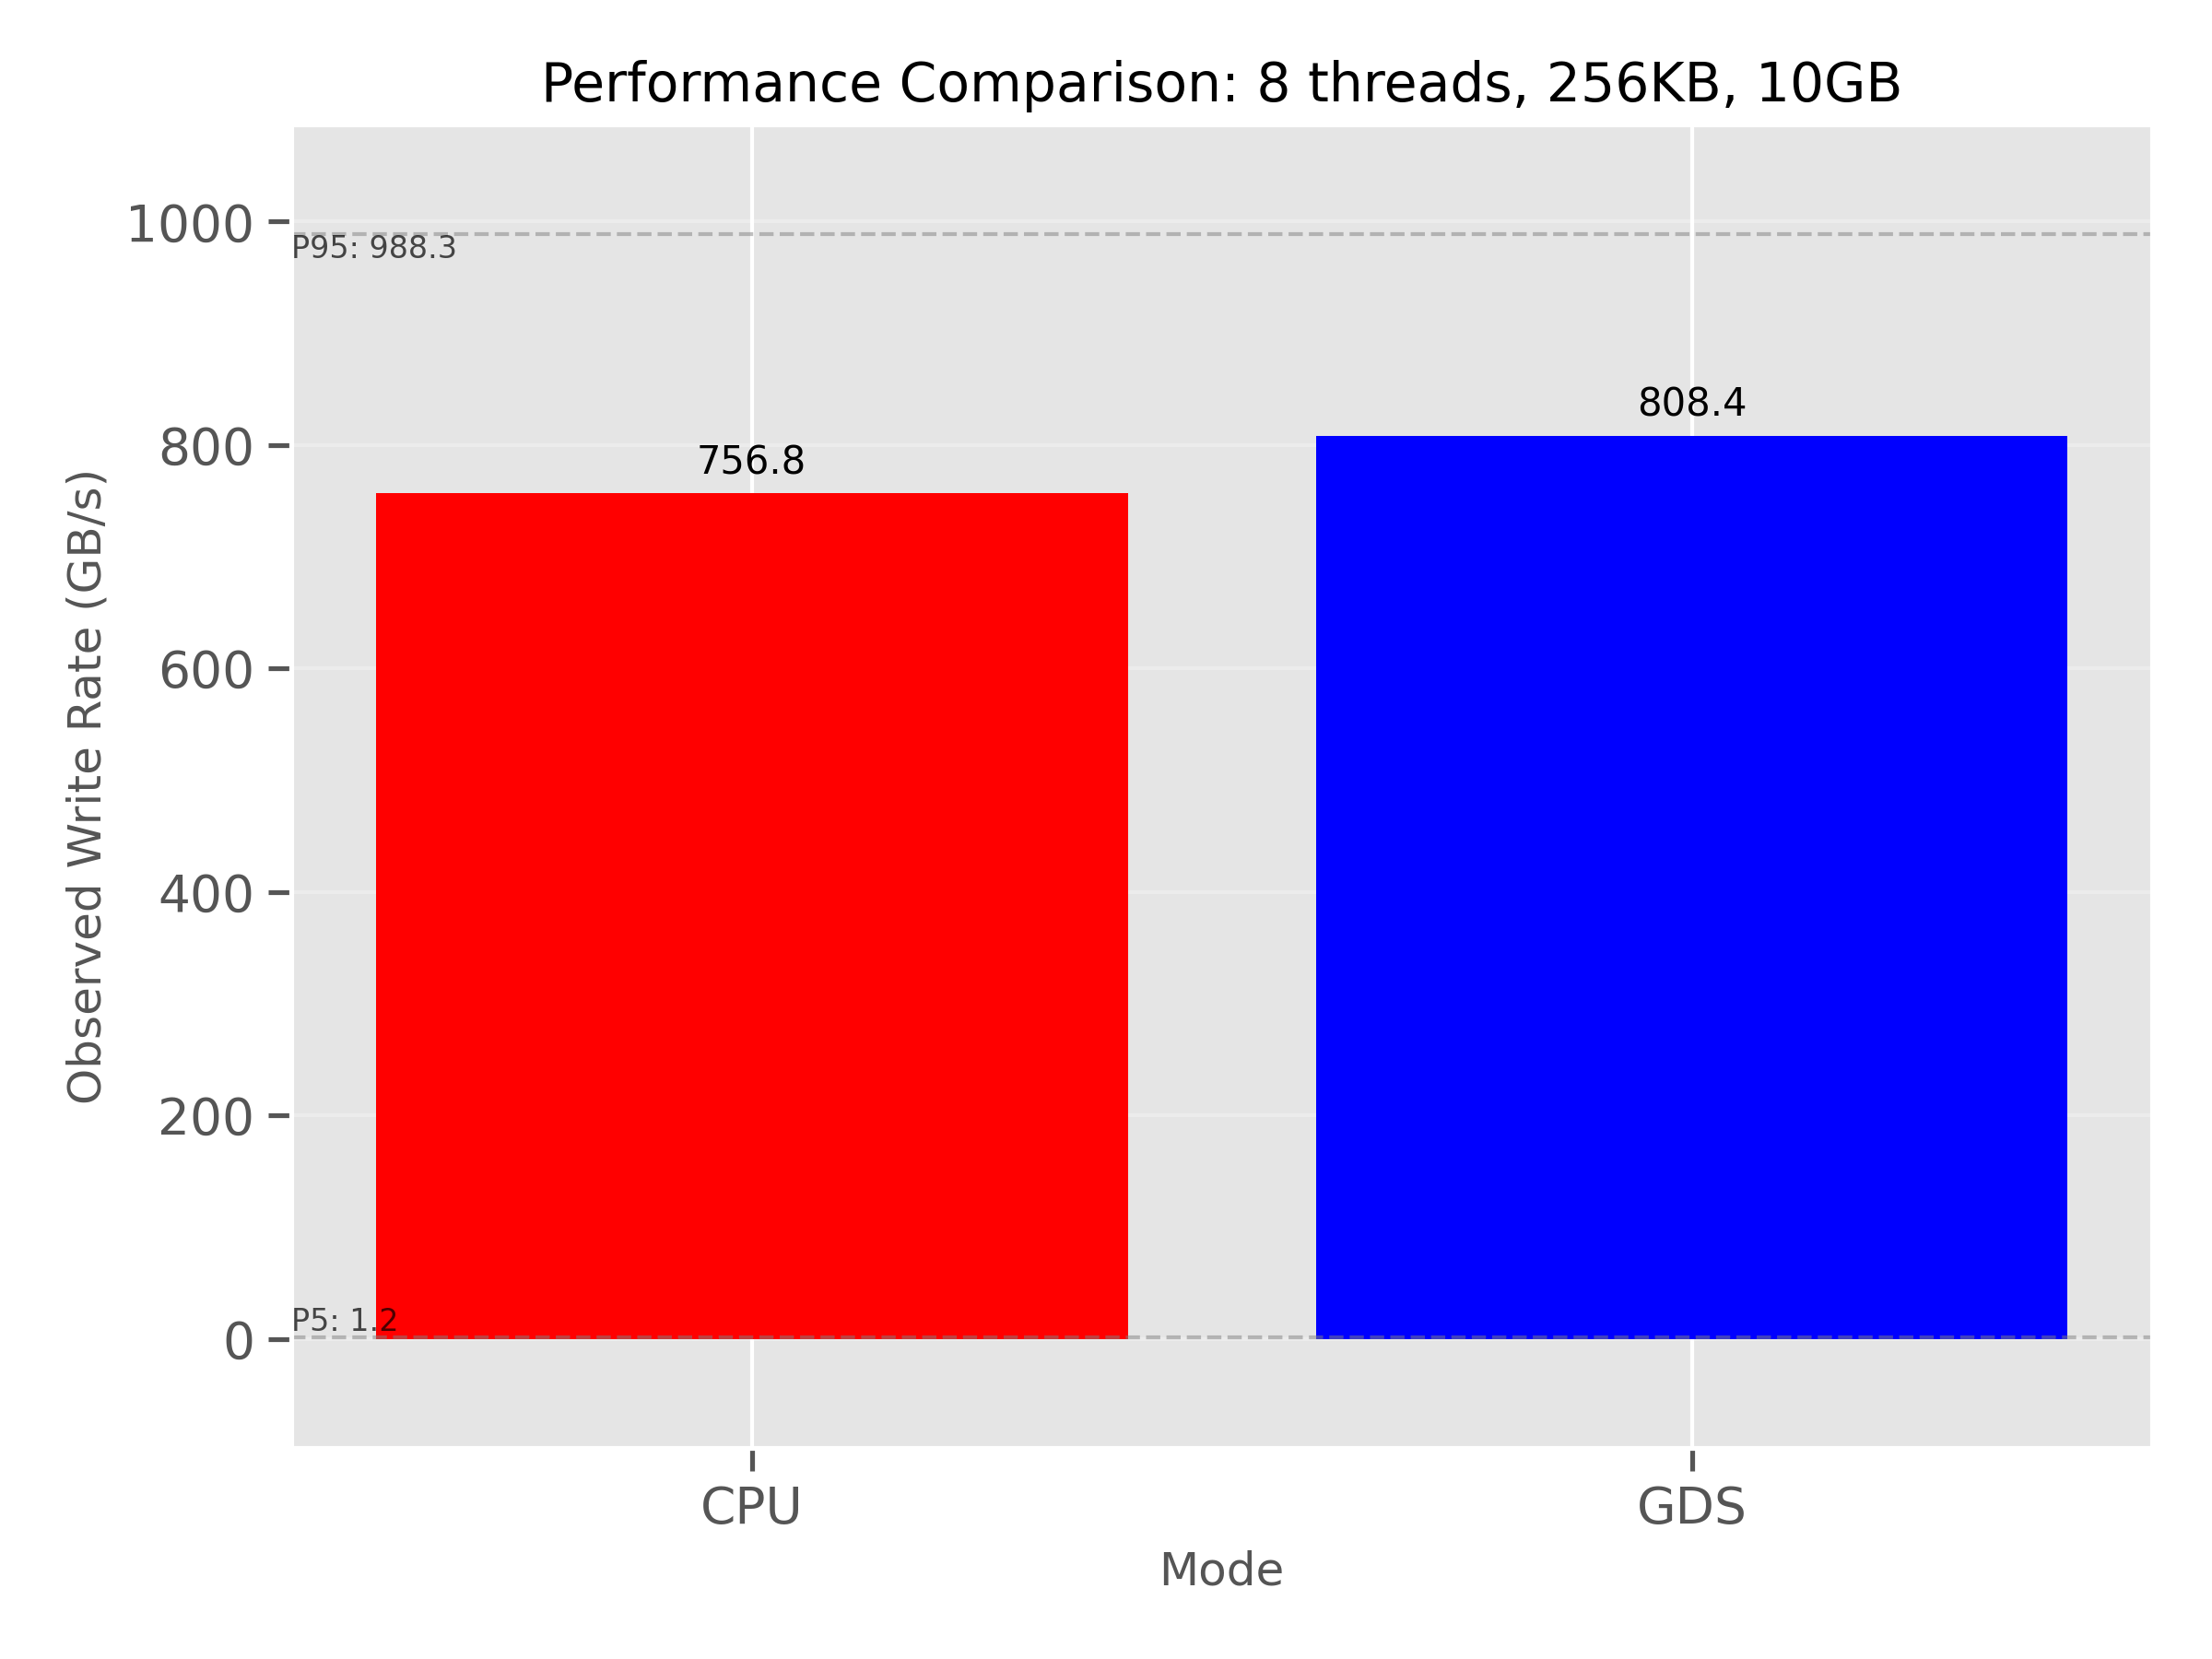 Performance Comparison: 8 threads, 256KB, 10GB
Observed Write Rate (GB/s)
1000
P95: 988.3
808.4
800
756.8
600
400
200
P5: 1.2
0
CPU
GDS
Mode